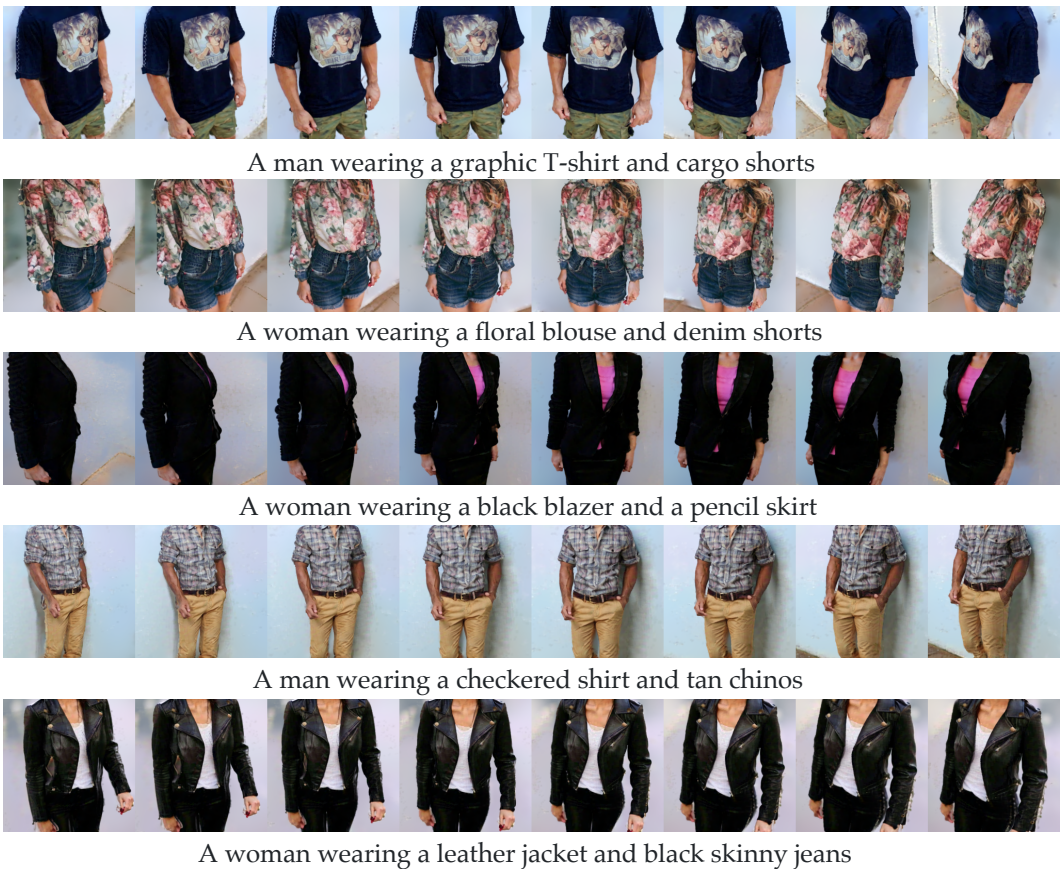 A man wearing a graphic T-shirt and cargo shorts
A woman wearing a floral blouse and denim shorts
A woman wearing a black blazer and a pencil skirt
A man wearing a checkered shirt and tan chinos
A woman wearing a leather jacket and black skinny jeans